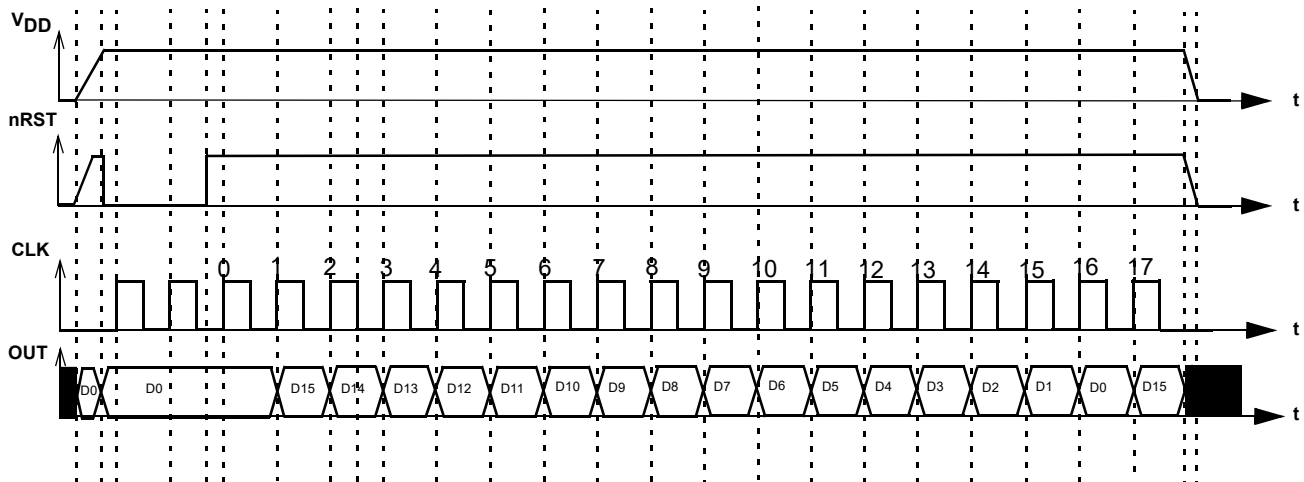 VDD
t
nRST
t
CLK
0 1 2 3 4 5 6 7 8 9 10 11 12 13 14 15 16 17
t
OUT
D0 D0 D15 D14 D13 D12 D11 D10 D9 D8 D7 D6 D5 D4 D3 D2 D1 D0 D15
t